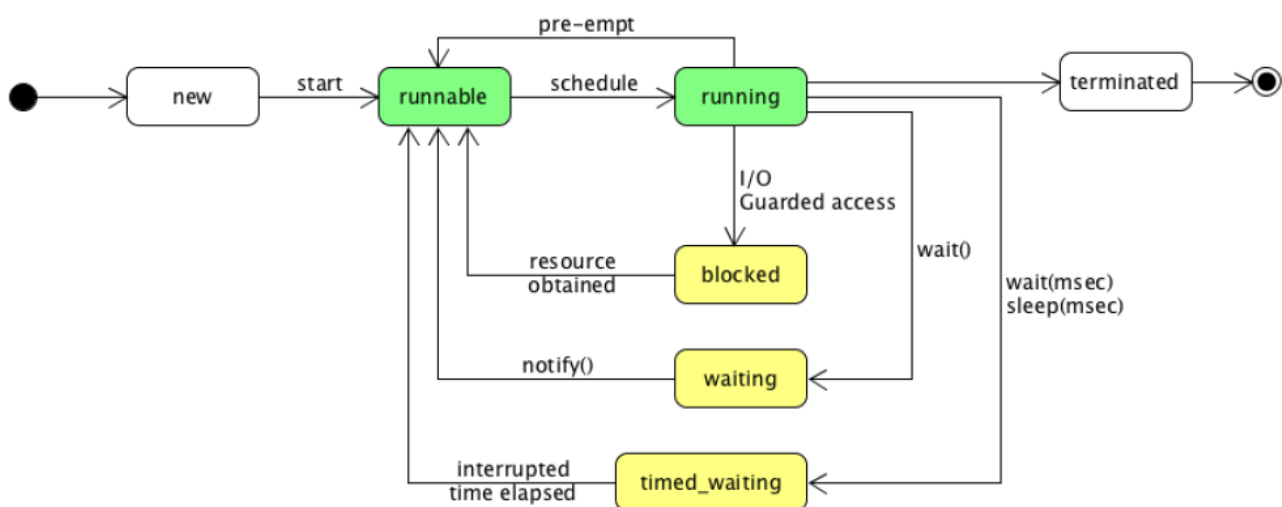 pre-empt
new
start
runnable
schedule
running
terminated
I/O
Guarded access
wait()
resource
obtained
blocked
wait(msec)
sleep(msec)
notify()
waiting
interrupted
time elapsed
timed_waiting